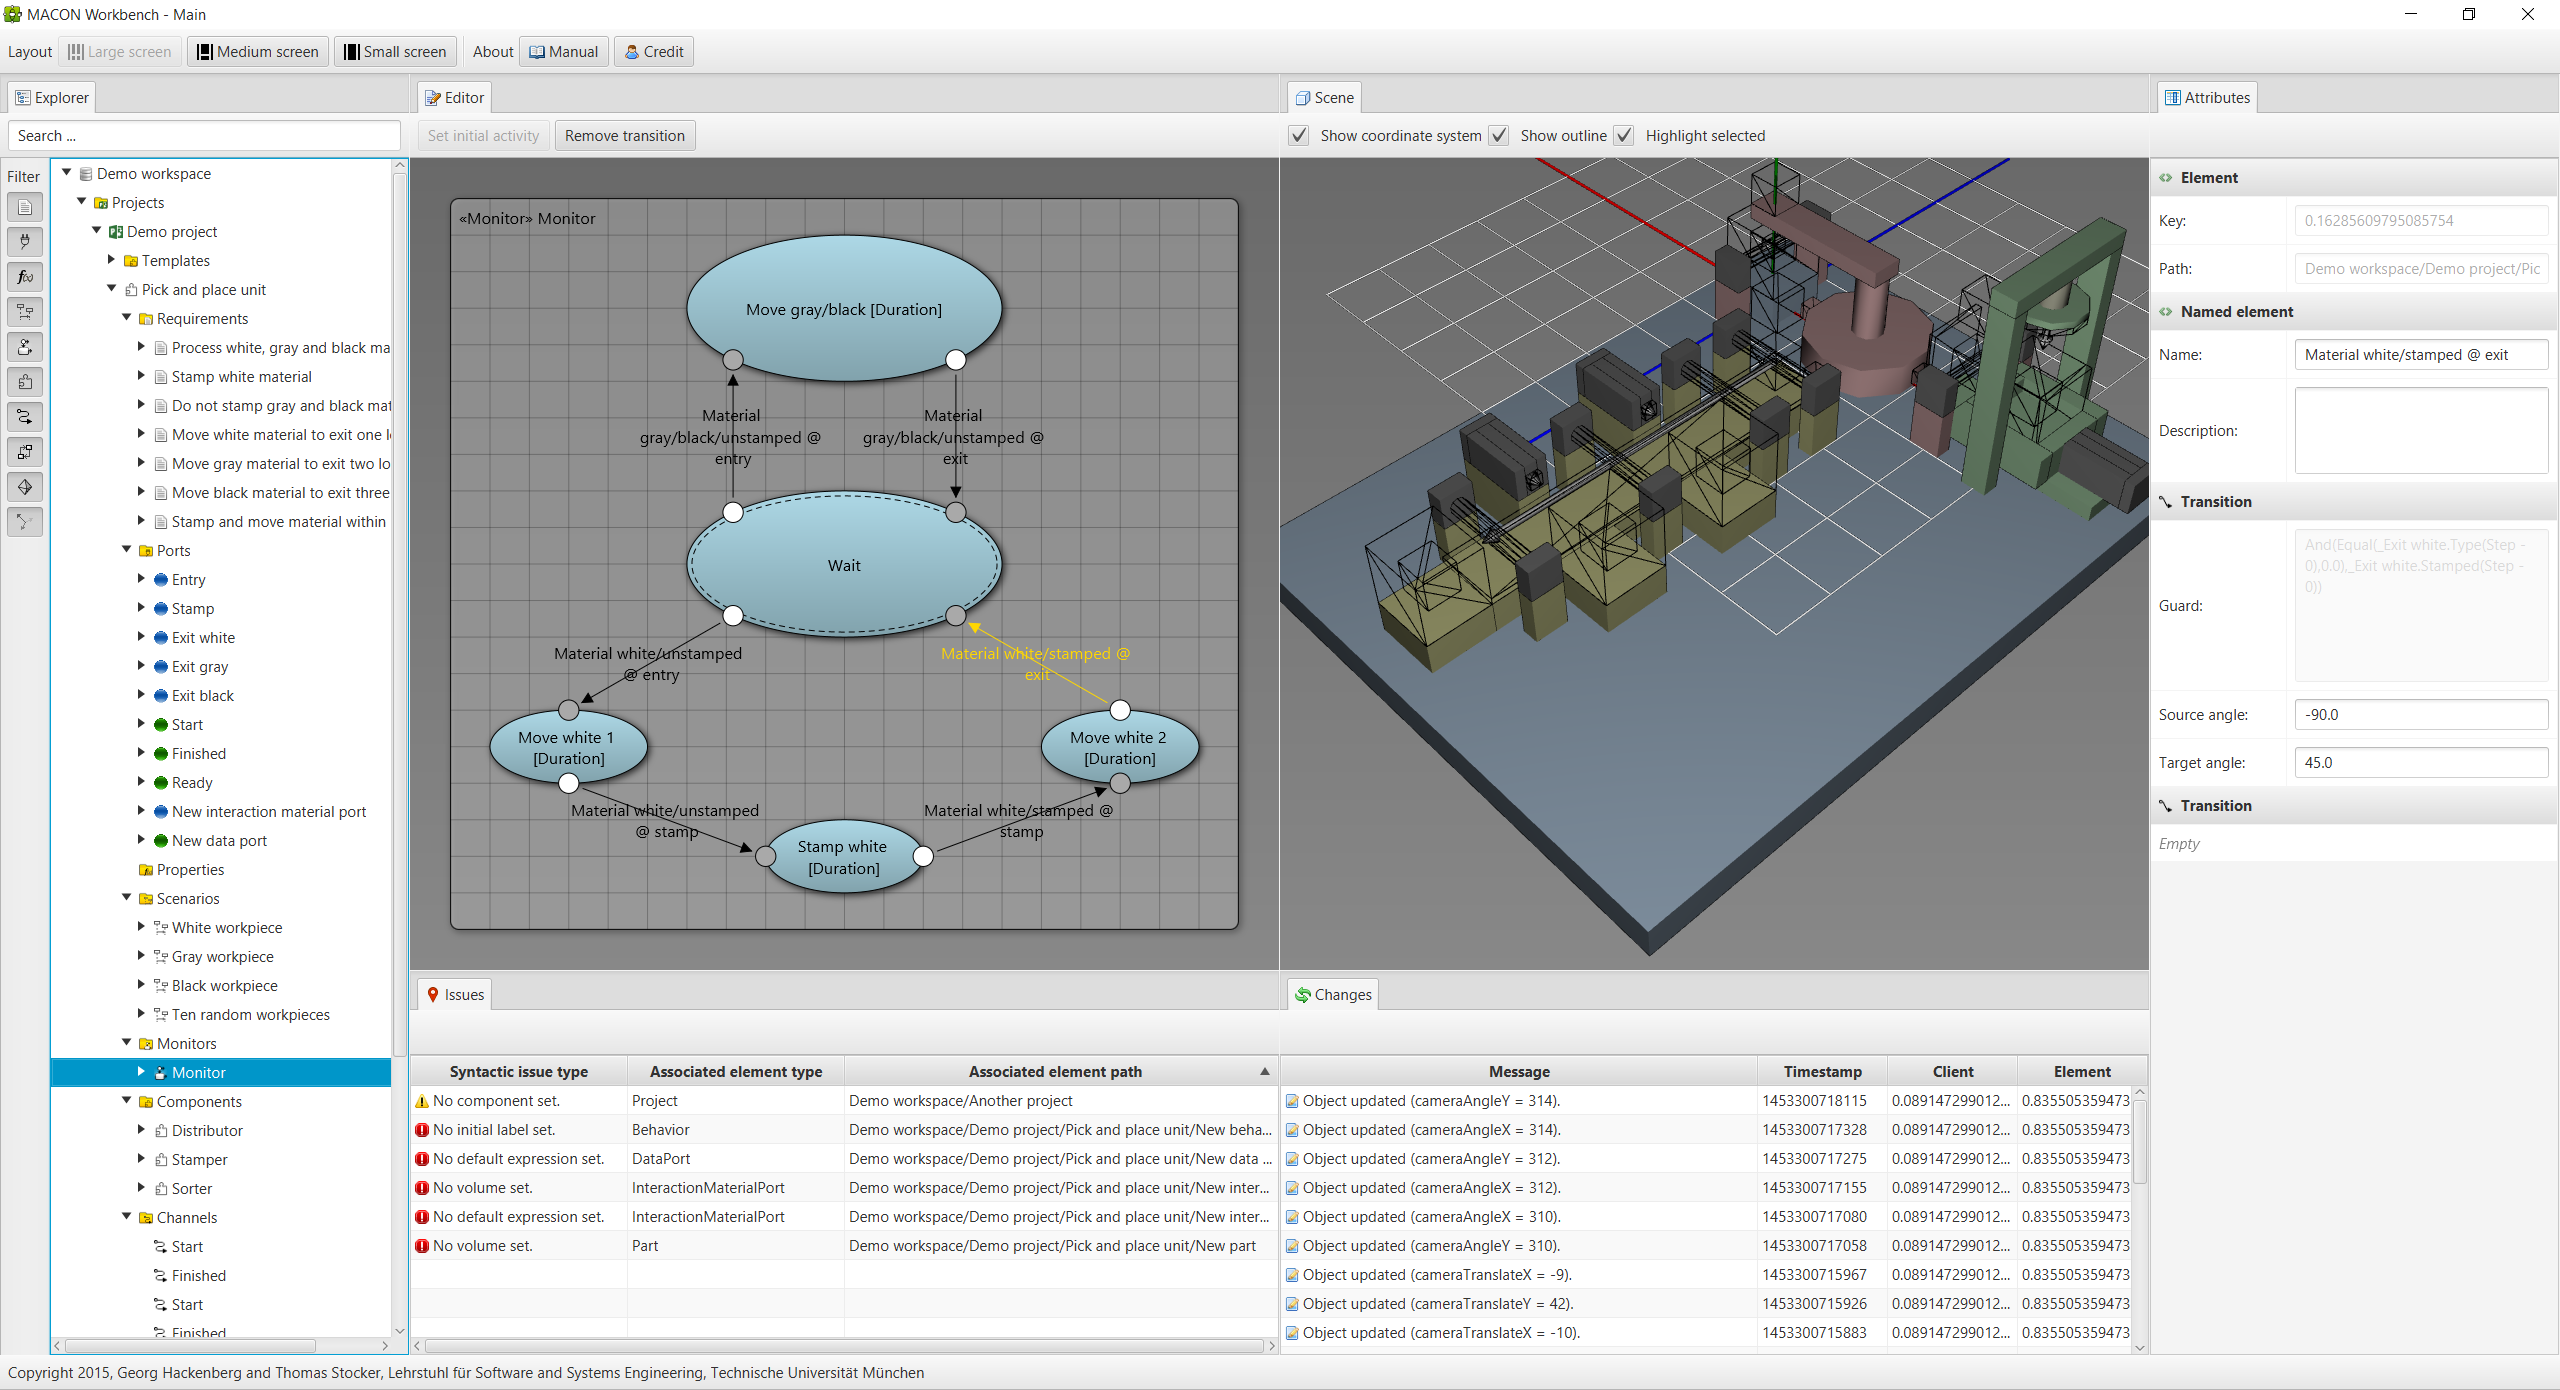 MACON Workbench - Main
Layout Large screen Medium screen Small screen About Manual Credit
Explorer
Search ...
Filter
Demo workspace
Projects
Demo project
Templates
Pick and place unit
Requirements
Process white, gray and black ma
Stamp white material
Do not stamp gray and black mat
Move white material to exit one l
Move gray material to exit two lo
Move black material to exit three
Stamp and move material within
Ports
Entry
Stamp
Exit white
Exit gray
Exit black
Start
Finished
Ready
New interaction material port
New data port
Properties
Scenarios
White workpiece
Gray workpiece
Black workpiece
Ten random workpieces
Monitors
Monitor
Components
Distributor
Stamper
Sorter
Channels
Start
Finished
Start
Finished
Editor
Set initial activity Remove transition
«Monitor» Monitor
Move gray/black [Duration]
Material
gray/black/unstamped @
entry
Material
gray/black/unstamped @
exit
Wait
Material white/unstamped
@ entry
Material white/stamped @
exit
Move white 1
[Duration]
Move white 2
[Duration]
Material white/unstamped
@ stamp
Material white/stamped @
stamp
Stamp white
[Duration]
Scene
Show coordinate system Show outline Highlight selected
Issues
Syntactic issue type Associated element type Associated element path
No component set. Project Demo workspace/Another project
No initial label set. Behavior Demo workspace/Demo project/Pick and place unit/New beha...
No default expression set. DataPort Demo workspace/Demo project/Pick and place unit/New data ...
No volume set. InteractionMaterialPort Demo workspace/Demo project/Pick and place unit/New inter...
No default expression set. InteractionMaterialPort Demo workspace/Demo project/Pick and place unit/New inter...
No volume set. Part Demo workspace/Demo project/Pick and place unit/New part
Changes
Message Timestamp Client Element
Object updated (cameraAngleY = 314). 1453300718115 0.089147299012... 0.835505359473
Object updated (cameraAngleX = 314). 1453300717328 0.089147299012... 0.835505359473
Object updated (cameraAngleY = 312). 1453300717275 0.089147299012... 0.835505359473
Object updated (cameraAngleX = 312). 1453300717155 0.089147299012... 0.835505359473
Object updated (cameraAngleX = 310). 1453300717080 0.089147299012... 0.835505359473
Object updated (cameraAngleY = 310). 1453300717058 0.089147299012... 0.835505359473
Object updated (cameraTranslateX = -9). 1453300715967 0.089147299012... 0.835505359473
Object updated (cameraTranslateY = 42). 1453300715926 0.089147299012... 0.835505359473
Object updated (cameraTranslateX = -10). 1453300715883 0.089147299012... 0.835505359473
Attributes
Element
Key: 0.16285609795085754
Path: Demo workspace/Demo project/Pic
Named element
Name: Material white/stamped @ exit
Description:
Transition
Guard:
And(Equal(_Exit white.Type(Step -
0),0.0),_Exit white.Stamped(Step -
0))
Source angle: -90.0
Target angle: 45.0
Transition
Empty
Copyright 2015, Georg Hackenberg and Thomas Stocker, Lehrstuhl für Software and Systems Engineering, Technische Universität München